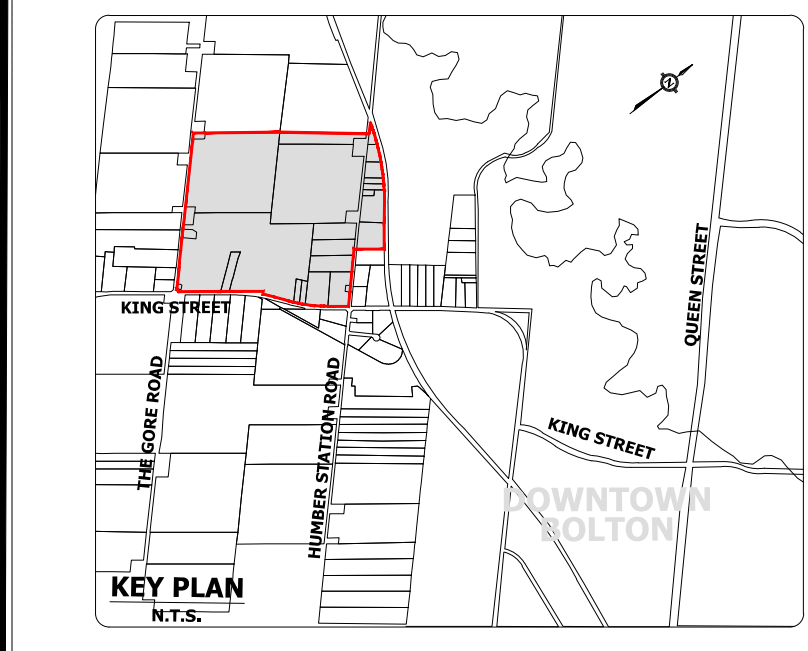 N
QUEEN STREET
KING STREET
THE GORE ROAD
HUMBER STATION ROAD
KING STREET
DOWNTOWN
BOLTON
KEY PLAN
N.T.S.